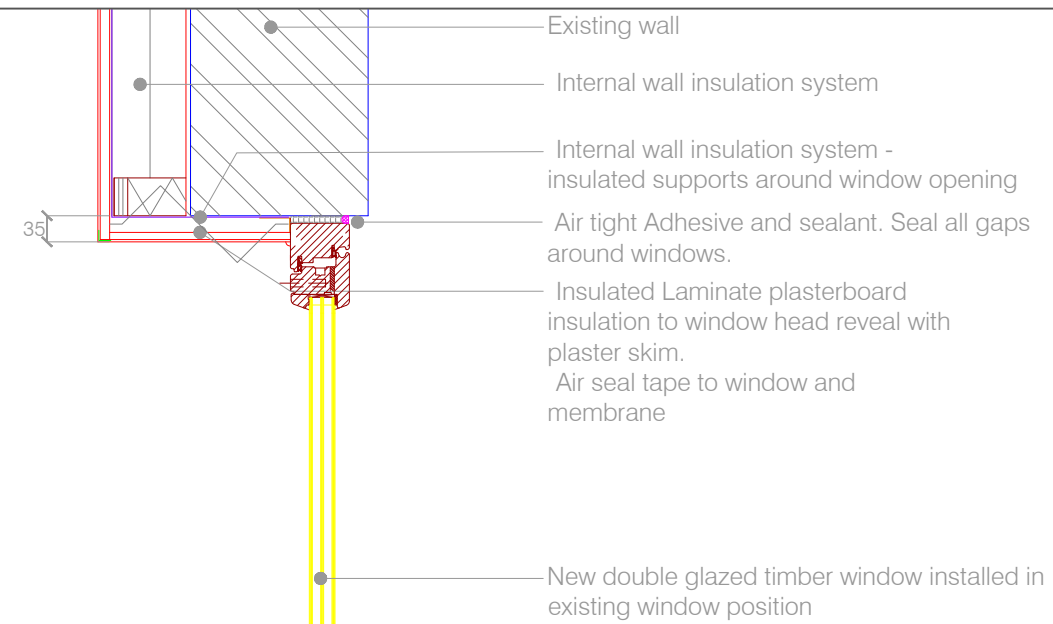 Existing wall
Internal wall insulation system
Internal wall insulation system -
insulated supports around window opening
35
Air tight Adhesive and sealant. Seal all gaps
around windows.
Insulated Laminate plasterboard
insulation to window head reveal with
plaster skim.
Air seal tape to window and
membrane
New double glazed timber window installed in
existing window position